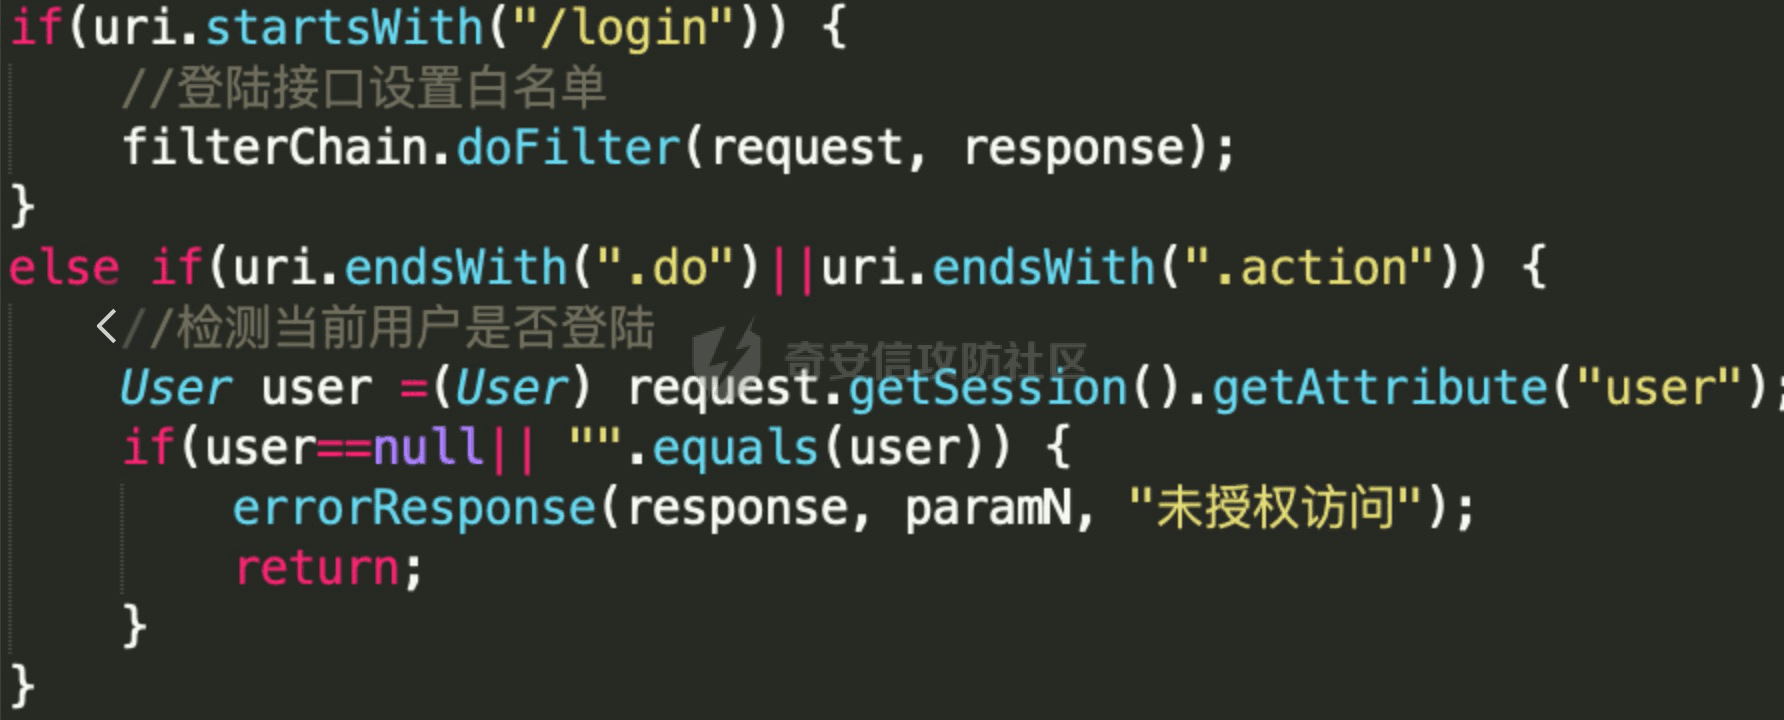 if(uri.startsWith("/login")) {
//登陆接口设置白名单
filterChain.doFilter(request, response);
}
else if(uri.endsWith(".do")||uri.endsWith(".action")) {
//检测当前用户是否登陆
奇安信攻防社区
User user =(User) request.getSession().getAttribute("user");
if(user==null|| "".equals(user)) {
errorResponse(response, paramN, "未授权访问");
return;
}
}